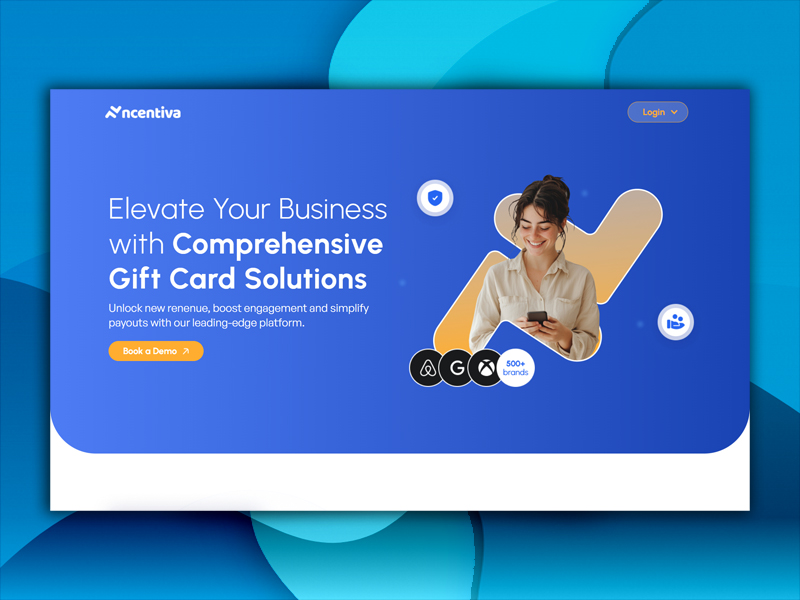 ncentiva
Login
Elevate Your Business
with Comprehensive
Gift Card Solutions
Unlock new renenue, boost engagement and simplify
payouts with our leading-edge platform.
Book a Demo
G
500+
brands